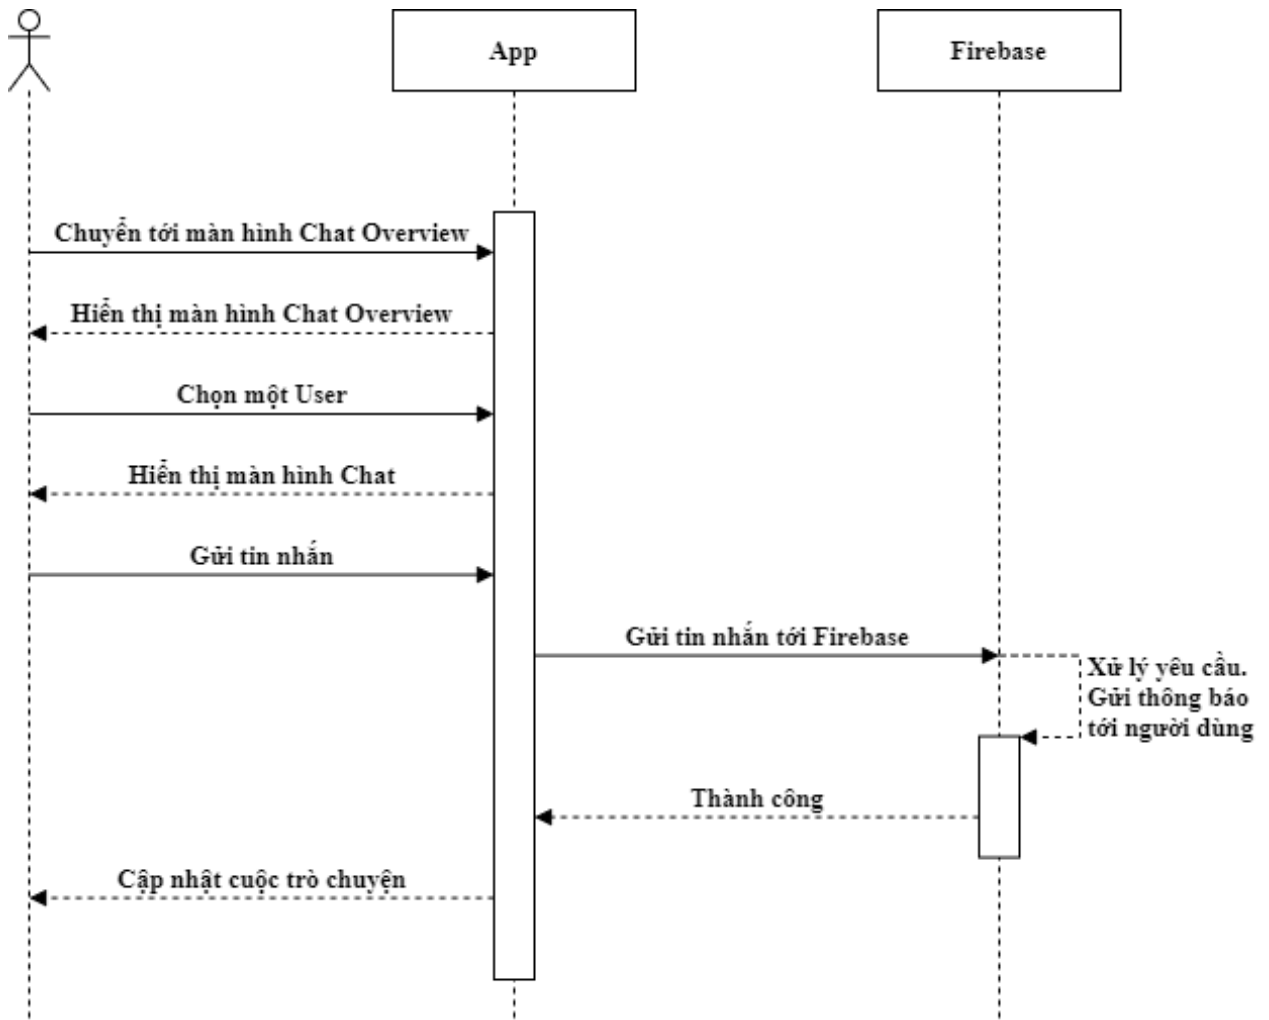 App
Firebase
Chuyển tới màn hình Chat Overview
Hiển thị màn hình Chat Overview
Chọn một User
Hiển thị màn hình Chat
Gửi tin nhắn
Gửi tin nhắn tới Firebase
Xử lý yêu cầu.
Gửi thông báo
tới người dùng
Thành công
Cập nhật cuộc trò chuyện